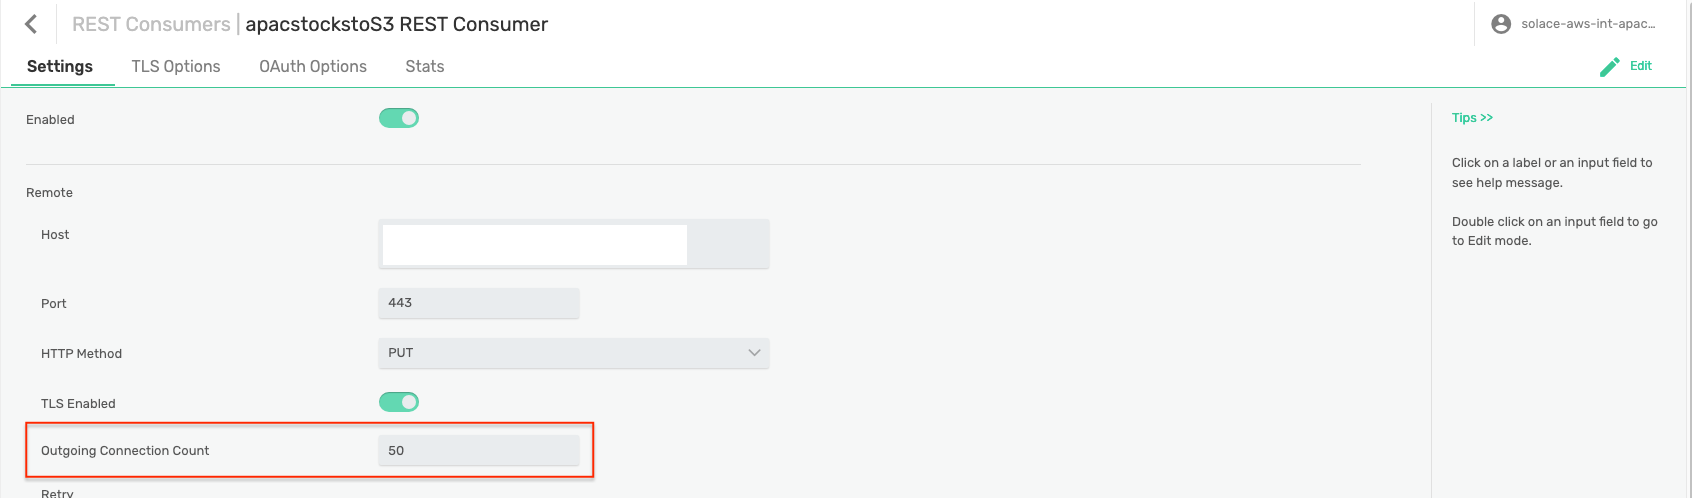 REST Consumers | apacstockstoS3 REST Consumer
solace-aws-int-apac...
Settings
TLS Options
OAuth Options
Stats
Edit
Enabled
Tips >>
Click on a label or an input field to
see help message.
Double click on an input field to go
to Edit mode.
Remote
Host
Port
443
HTTP Method
PUT
TLS Enabled
Outgoing Connection Count
50
Retry